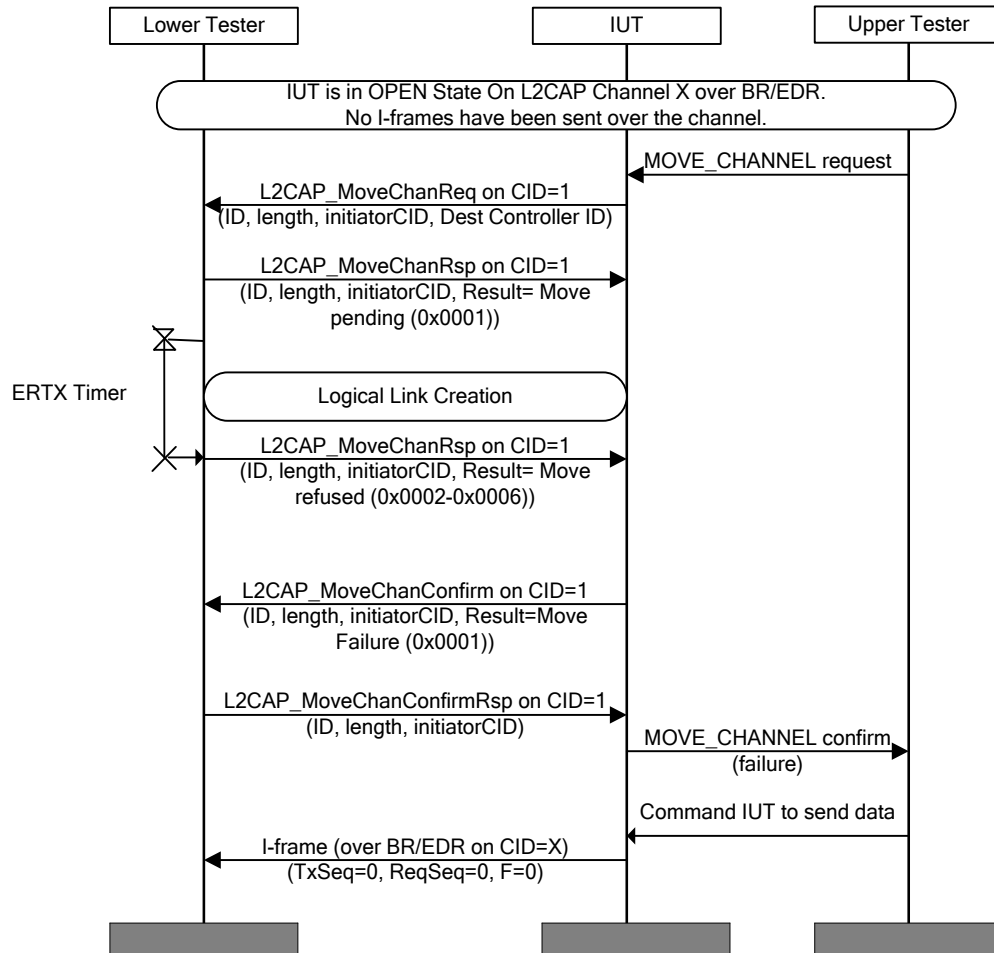 Lower Tester
IUT
Upper Tester
IUT is in OPEN State On L2CAP Channel X over BR/EDR.
No I-frames have been sent over the channel.
MOVE_CHANNEL request
L2CAP_MoveChanReq on CID=1
(ID, length, initiatorCID, Dest Controller ID)
L2CAP_MoveChanRsp on CID=1
(ID, length, initiatorCID, Result= Move
pending (0x0001))
ERTX Timer
Logical Link Creation
L2CAP_MoveChanRsp on CID=1
(ID, length, initiatorCID, Result= Move
refused (0x0002-0x0006))
L2CAP_MoveChanConfirm on CID=1
(ID, length, initiatorCID, Result=Move
Failure (0x0001))
L2CAP_MoveChanConfirmRsp on CID=1
(ID, length, initiatorCID)
MOVE_CHANNEL confirm
(failure)
Command IUT to send data
I-frame (over BR/EDR on CID=X)
(TxSeq=0, ReqSeq=0, F=0)